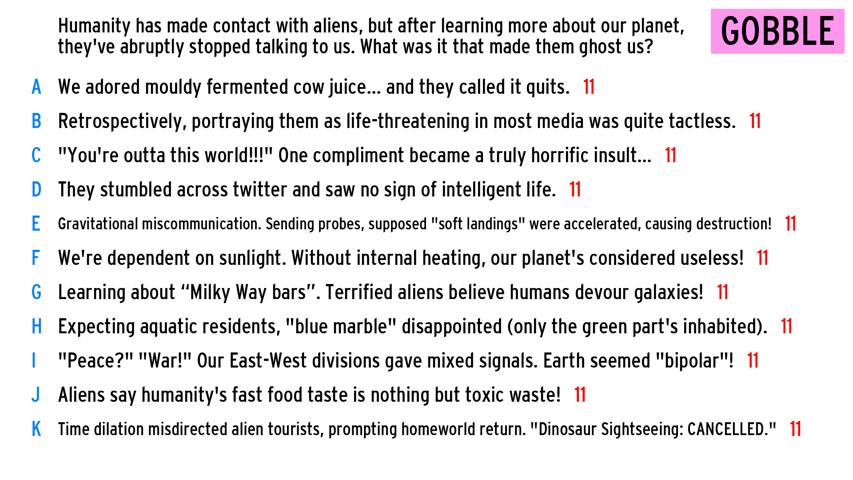 Humanity has made contact with aliens, but after learning more about our planet,
they've abruptly stopped talking to us. What was it that made them ghost us?
GOBBLE
A We adored mouldy fermented cow juice... and they called it quits. 11
B Retrospectively, portraying them as life-threatening in most media was quite tactless. 11
C "You're outta this world!!!" One compliment became a truly horrific insult... 11
D They stumbled across twitter and saw no sign of intelligent life. 11
E Gravitational miscommunication. Sending probes, supposed "soft landings" were accelerated, causing destruction! 11
F We're dependent on sunlight. Without internal heating, our planet's considered useless! 11
G Learning about “Milky Way bars”. Terrified aliens believe humans devour galaxies! 11
H Expecting aquatic residents, "blue marble" disappointed (only the green part's inhabited). 11
I "Peace?" "War!" Our East-West divisions gave mixed signals. Earth seemed "bipolar"! 11
J Aliens say humanity's fast food taste is nothing but toxic waste! 11
K Time dilation misdirected alien tourists, prompting homeworld return. "Dinosaur Sightseeing: CANCELLED." 11